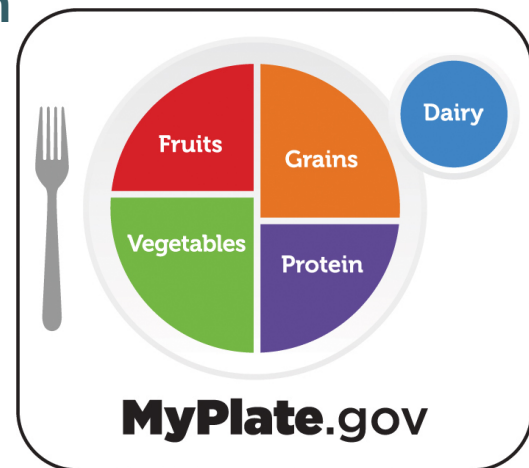 Fruits
Grains
Dairy
Vegetables
Protein
MyPlate.gov